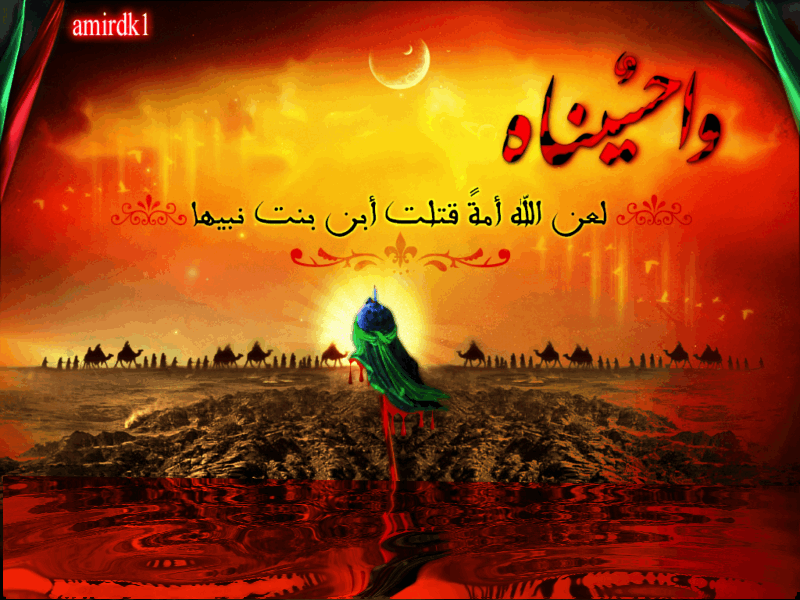 amirdk1
واحسيناه
لعن الله أمةً قتلت أبن بنت نبيها